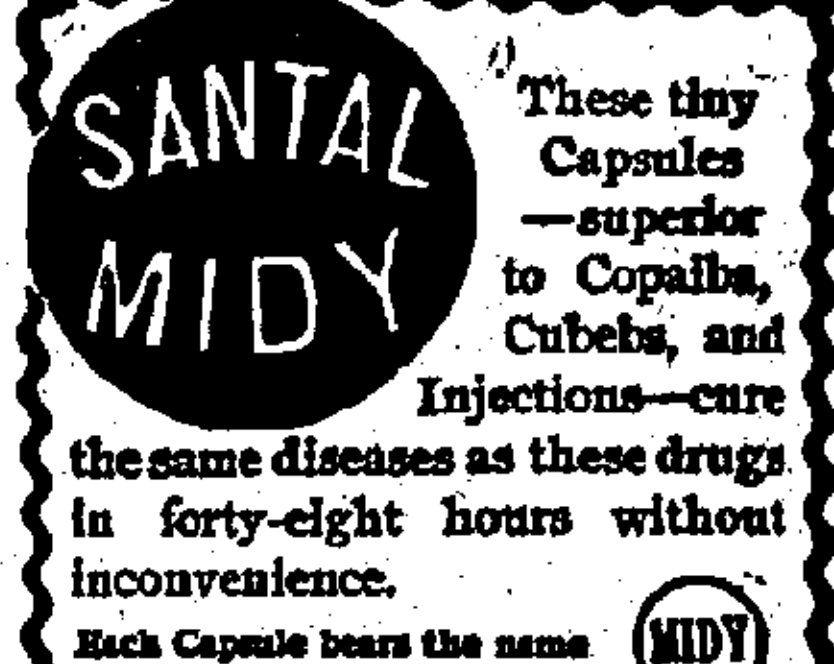 SANTAL
MIDY
These tiny
Capsules
—superior
to Copaiba,
Cubebs, and
Injections—cure
the same diseases as these drugs
in forty-eight hours without
inconvenience.
Each Capsule bears the name
MIDY